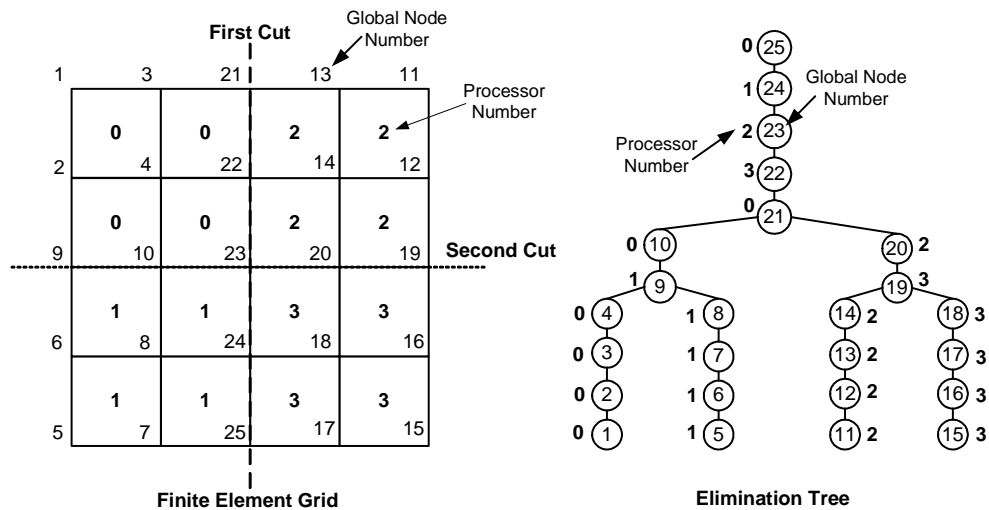 First Cut
Global Node
Number
1 3 21 13 11
Processor
Number
0 0 2 2
2 4 22 14 12
0 0 2 2
9 10 23 20 19
Second Cut
1 1 3 3
6 8 24 18 16
1 1 3 3
5 7 25 17 15
Finite Element Grid
0 25
1 24
Global Node
Number
Processor
Number
2 23
3 22
0 21
0 10 20 2
1 9 19 3
0 4 1 8 14 2 18 3
0 3 1 7 13 2 17 3
0 2 1 6 12 2 16 3
0 1 1 5 11 2 15 3
Elimination Tree